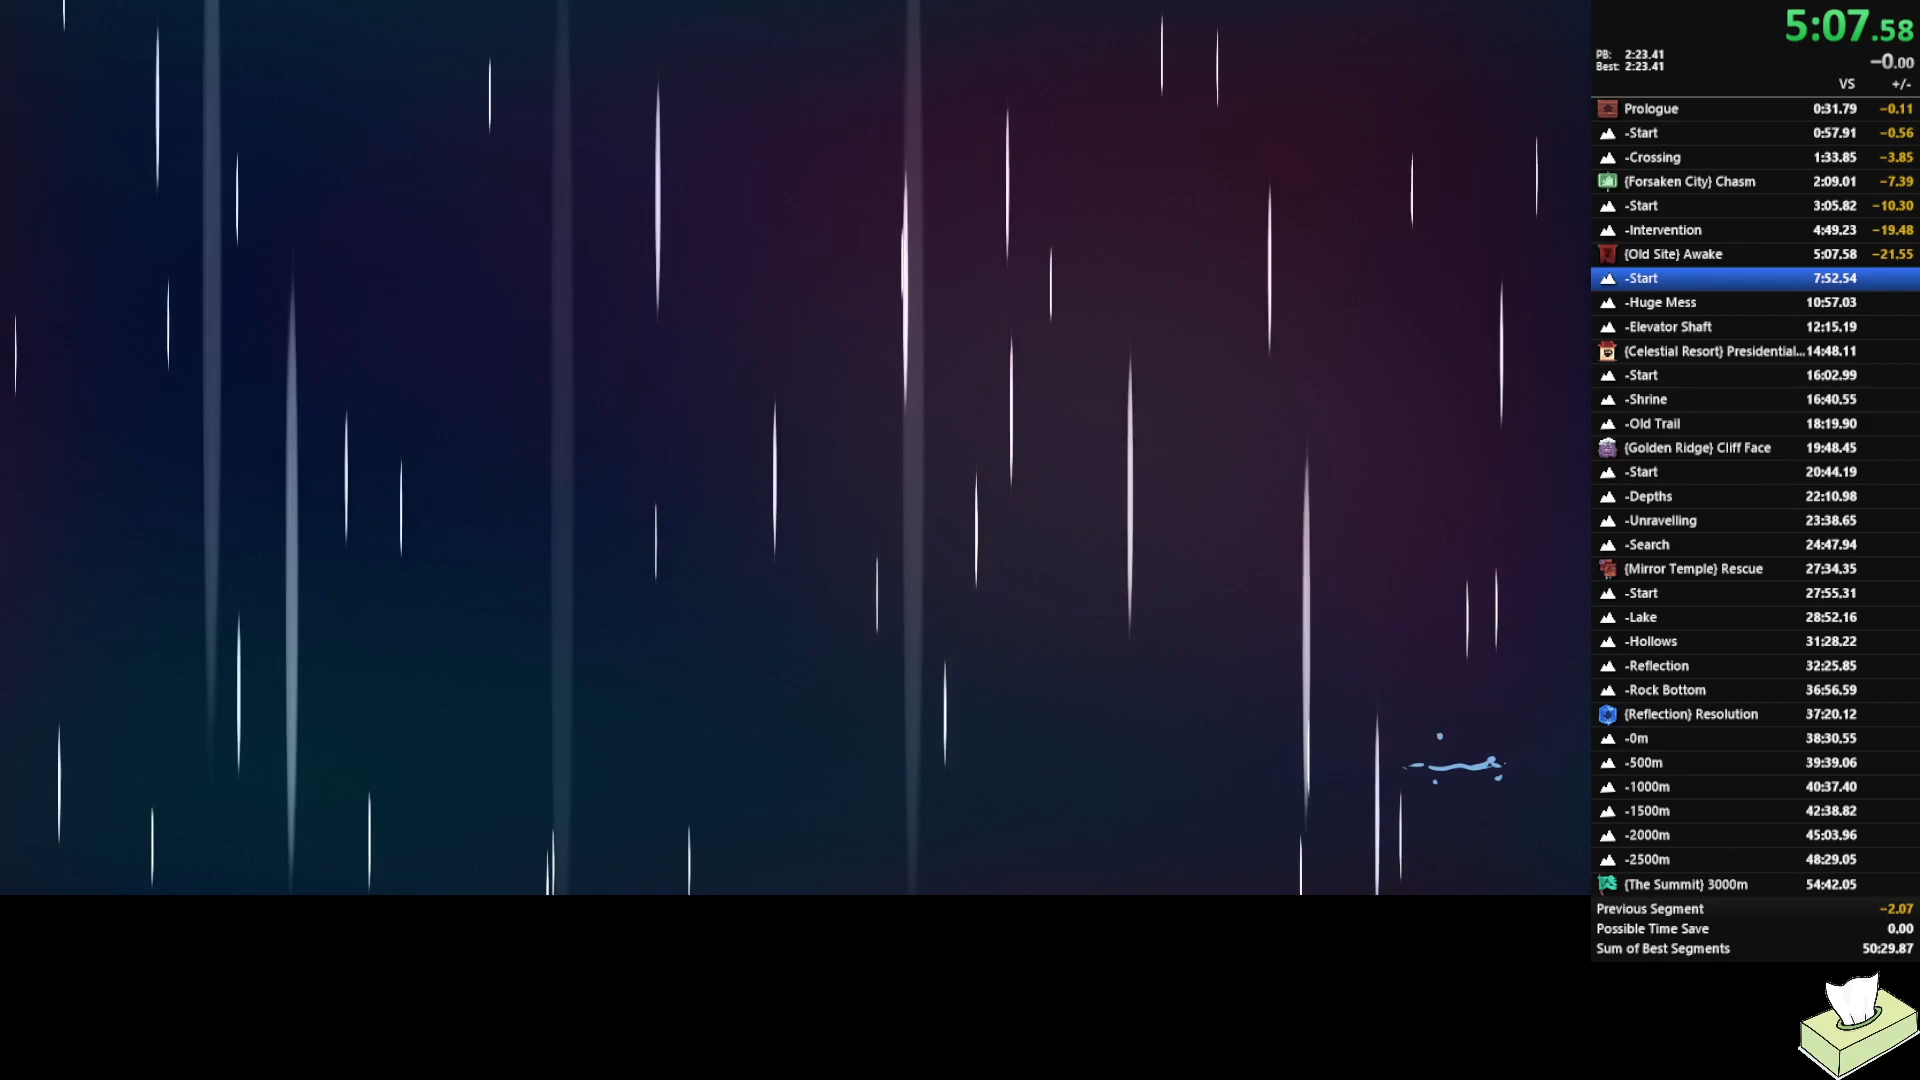 5:07.58
PB: 2:23.41
Best: 2:23.41
−0.00
VS +/-
Prologue 0:31.79 −0.11
-Start 0:57.91 −0.56
-Crossing 1:33.85 −3.85
{Forsaken City} Chasm 2:09.01 −7.39
-Start 3:05.82 −10.30
-Intervention 4:49.23 −19.48
{Old Site} Awake 5:07.58 −21.55
-Start 7:52.54
-Huge Mess 10:57.03
-Elevator Shaft 12:15.19
{Celestial Resort} Presidential... 14:48.11
-Start 16:02.99
-Shrine 16:40.55
-Old Trail 18:19.90
{Golden Ridge} Cliff Face 19:48.45
-Start 20:44.19
-Depths 22:10.98
-Unravelling 23:38.65
-Search 24:47.94
{Mirror Temple} Rescue 27:34.35
-Start 27:55.31
-Lake 28:52.16
-Hollows 31:28.22
-Reflection 32:25.85
-Rock Bottom 36:56.59
{Reflection} Resolution 37:20.12
-0m 38:30.55
-500m 39:39.06
-1000m 40:37.40
-1500m 42:38.82
-2000m 45:03.96
-2500m 48:29.05
{The Summit} 3000m 54:42.05
Previous Segment −2.07
Possible Time Save 0.00
Sum of Best Segments 50:29.87